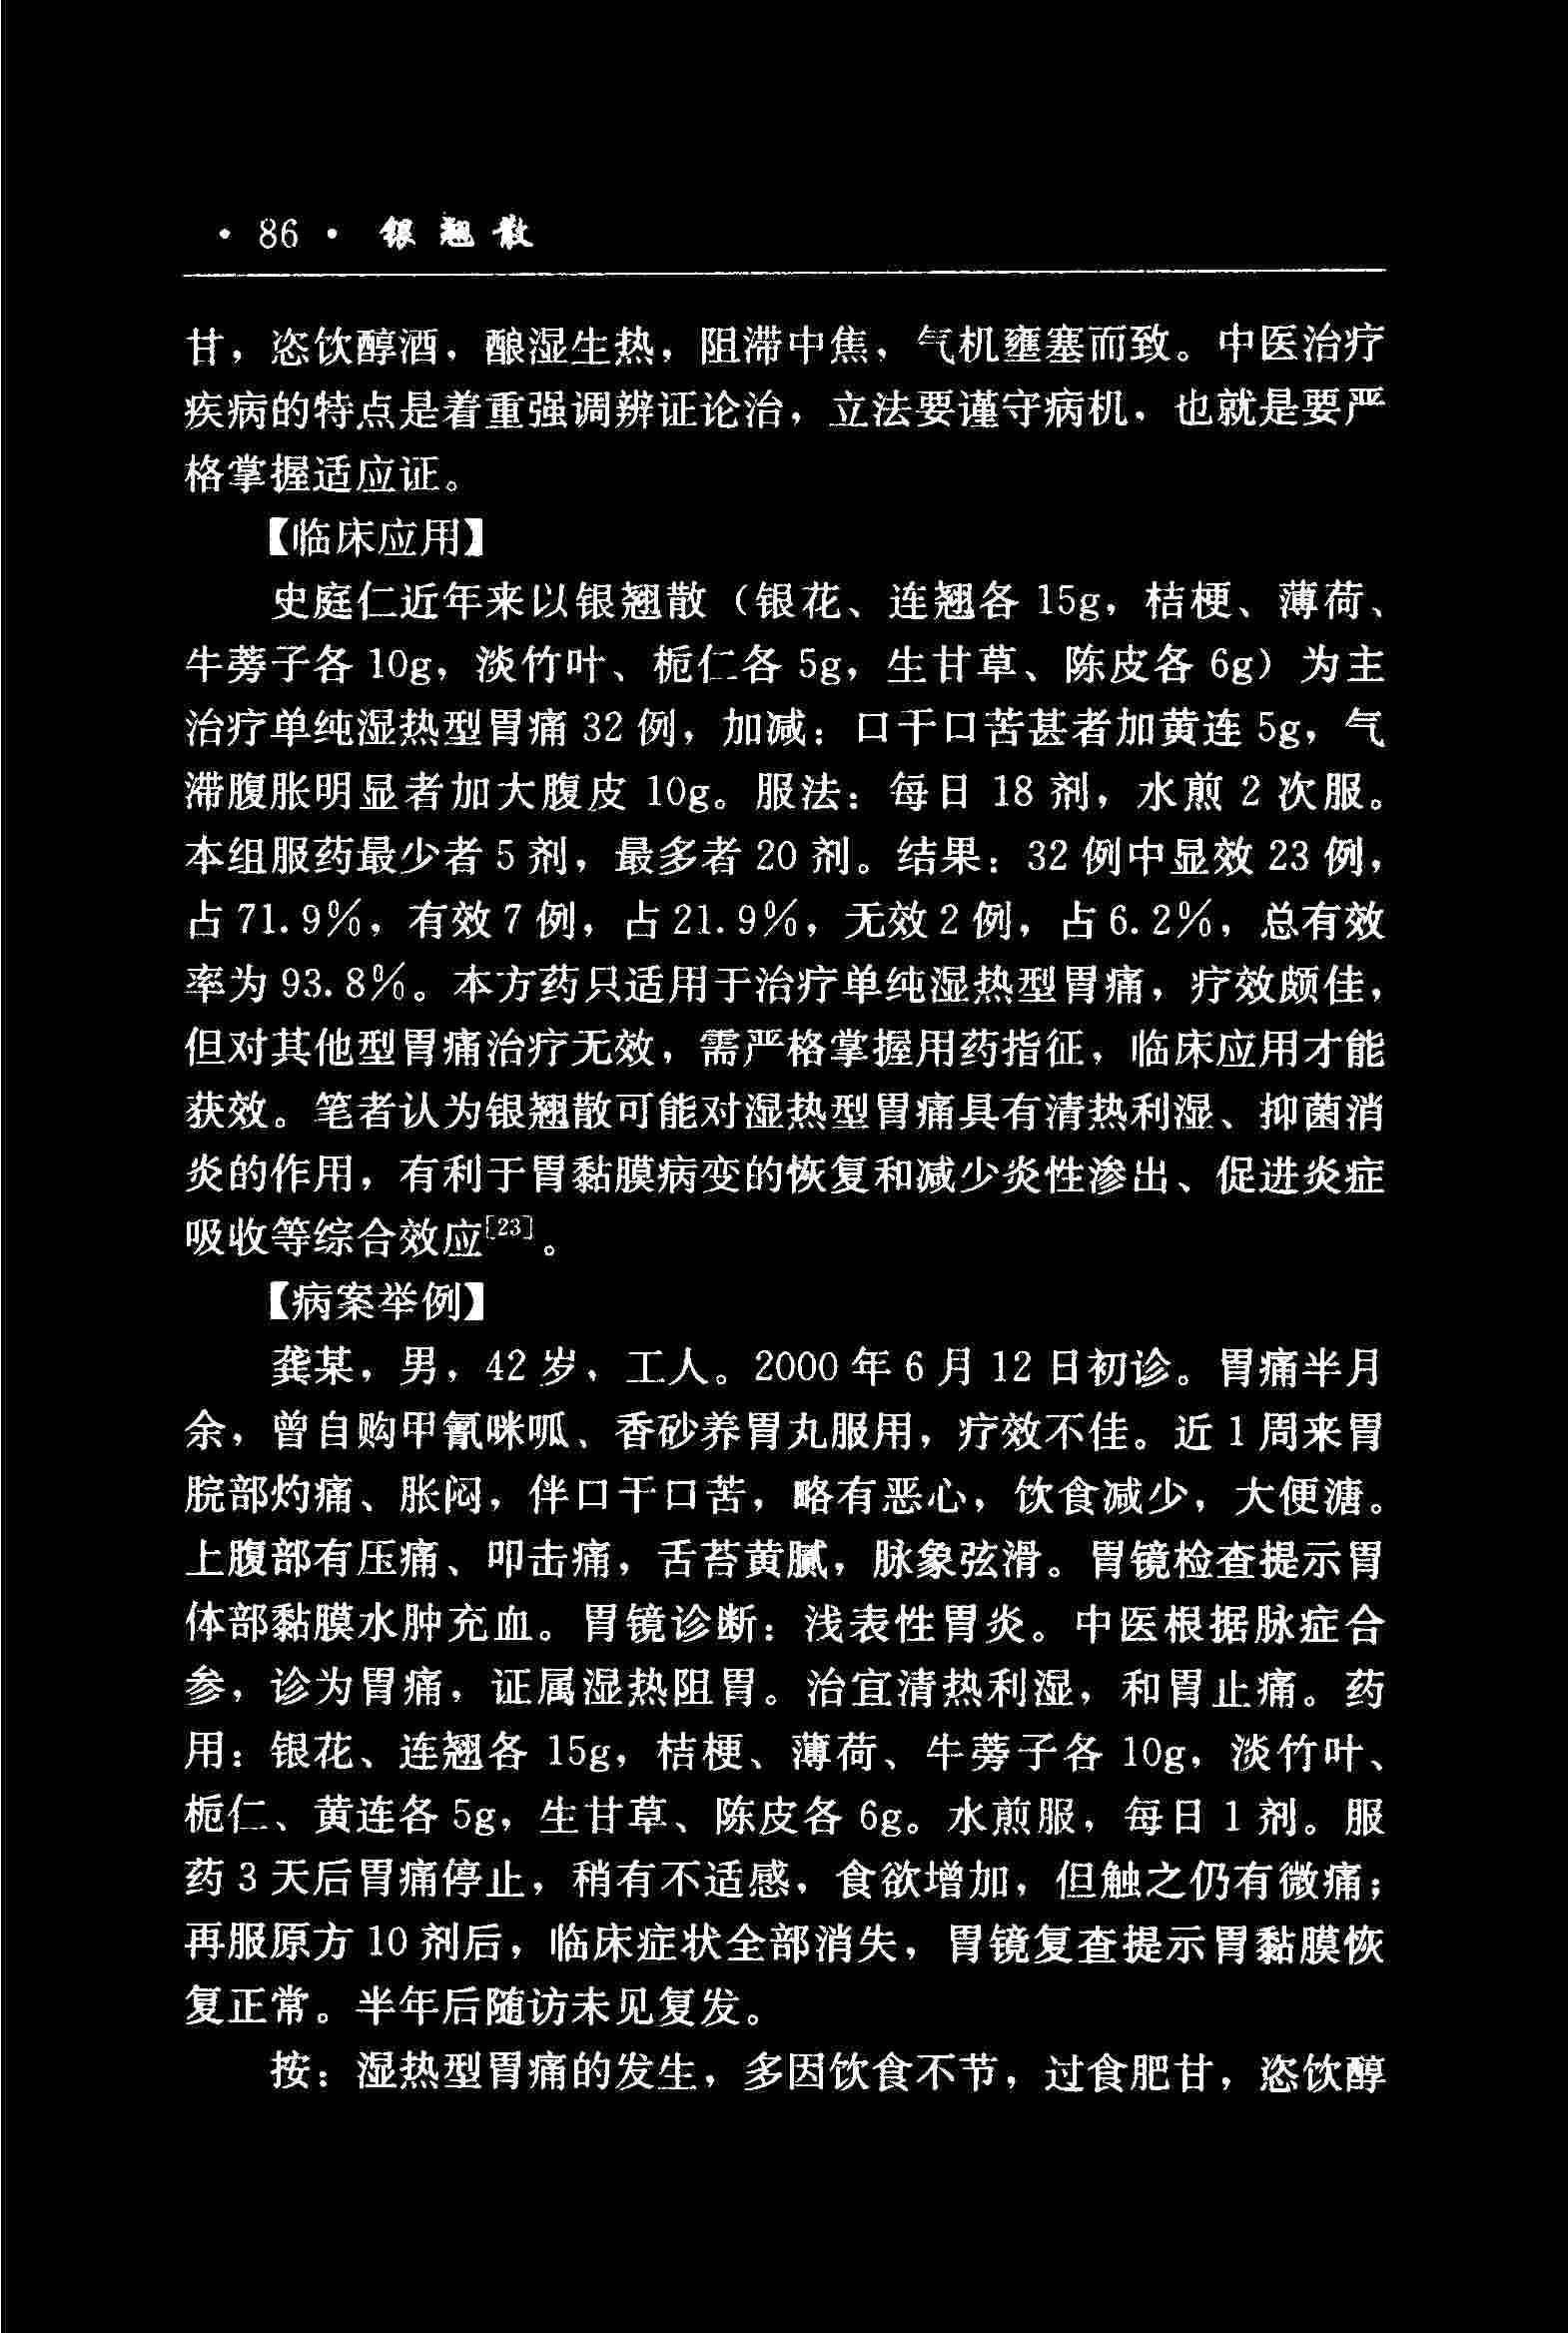 · 86 · 银翘散
甘，恣饮醇酒，酿湿生热，阻滞中焦，气机壅塞而致。中医治疗
疾病的特点是着重强调辨证论治，立法要谨守病机，也就是要严
格掌握适应证。
【临床应用】
史庭仁近年来以银翘散（银花、连翘各 15g，桔梗、薄荷、
牛蒡子各 10g，淡竹叶、栀仁各 5g，生甘草、陈皮各 6g）为主
治疗单纯湿热型胃痛 32 例，加减：口干口苦甚者加黄连 5g，气
滞腹胀明显者加大腹皮 10g。服法：每日 18 剂，水煎 2 次服。
本组服药最少者 5 剂，最多者 20 剂。结果：32 例中显效 23 例，
占 71.9%，有效 7 例，占 21.9%，无效 2 例，占 6.2%，总有效
率为 93.8%。本方药只适用于治疗单纯湿热型胃痛，疗效颇佳，
但对其他型胃痛治疗无效，需严格掌握用药指征，临床应用才能
获效。笔者认为银翘散可能对湿热型胃痛具有清热利湿、抑菌消
炎的作用，有利于胃黏膜病变的恢复和减少炎性渗出、促进炎症
吸收等综合效应[23]。
【病案举例】
龚某，男，42 岁，工人。2000 年 6 月 12 日初诊。胃痛半月
余，曾自购甲氰咪呱、香砂养胃丸服用，疗效不佳。近 1 周来胃
脘部灼痛、胀闷，伴口干口苦，略有恶心，饮食减少，大便溏。
上腹部有压痛、叩击痛，舌苔黄腻，脉象弦滑。胃镜检查提示胃
体部黏膜水肿充血。胃镜诊断：浅表性胃炎。中医根据脉症合
参，诊为胃痛，证属湿热阻胃。治宜清热利湿，和胃止痛。药
用：银花、连翘各 15g，桔梗、薄荷、牛蒡子各 10g，淡竹叶、
栀仁、黄连各 5g，生甘草、陈皮各 6g。水煎服，每日 1 剂。服
药 3 天后胃痛停止，稍有不适感，食欲增加，但触之仍有微痛；
再服原方 10 剂后，临床症状全部消失，胃镜复查提示胃黏膜恢
复正常。半年后随访未见复发。
按：湿热型胃痛的发生，多因饮食不节，过食肥甘，恣饮醇